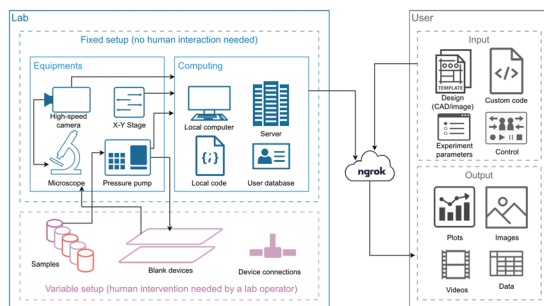 Lab
Fixed setup (no human interaction needed)
Equipments
High-speed
camera
X-Y Stage
Microscope
Pressure pump
Computing
Local computer
Server
{;}
Local code
User database
Samples
Blank devices
Device connections
Variable setup (human intervention needed by a lab operator)
ngrok
User
Input
TEMPLATE
Design
(CAD/image)
</>
Custom code
Experiment
parameters
Control
Output
Plots
Images
Videos
Data